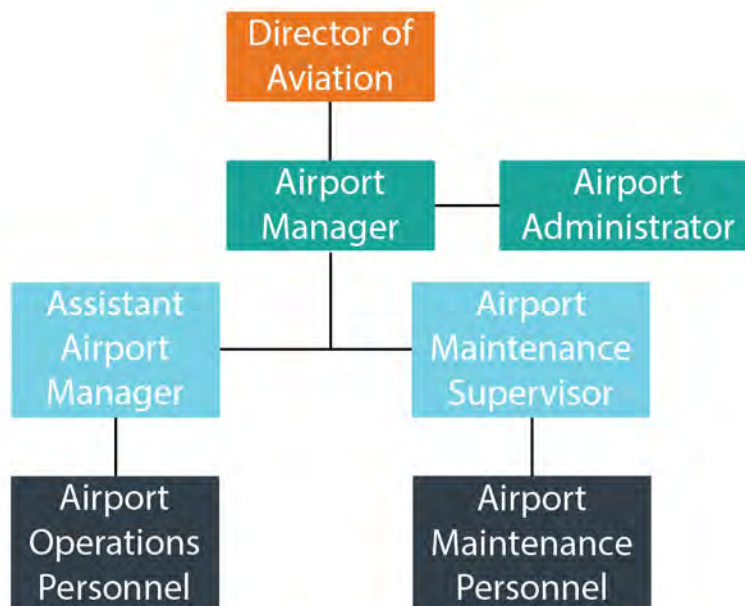 Director of
Aviation
Airport
Manager
Airport
Administrator
Assistant
Airport
Manager
Airport
Maintenance
Supervisor
Airport
Operations
Personnel
Airport
Maintenance
Personnel